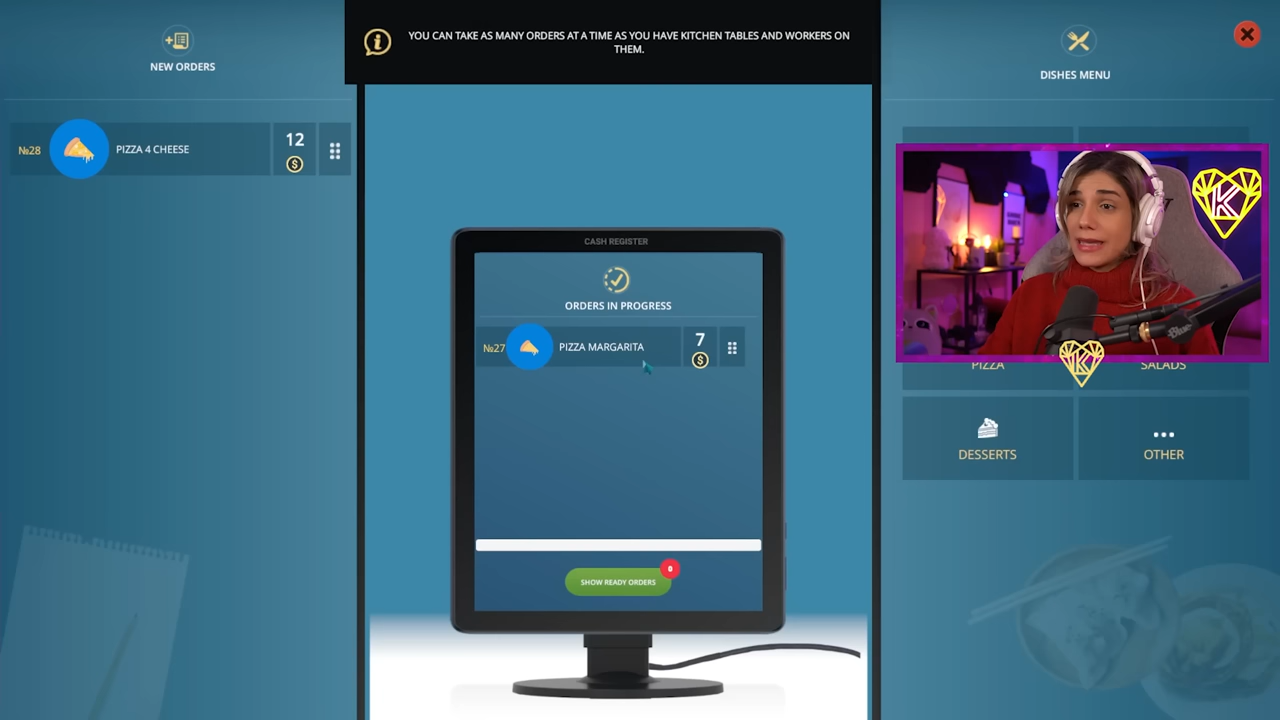 NEW ORDERS
№28
PIZZA 4 CHEESE
12
YOU CAN TAKE AS MANY ORDERS AT A TIME AS YOU HAVE KITCHEN TABLES AND WORKERS ON
THEM.
CASH REGISTER
ORDERS IN PROGRESS
№27
PIZZA MARGARITA
7
SHOW READY ORDERS
0
DISHES MENU
PIZZA
SALADS
DESSERTS
OTHER